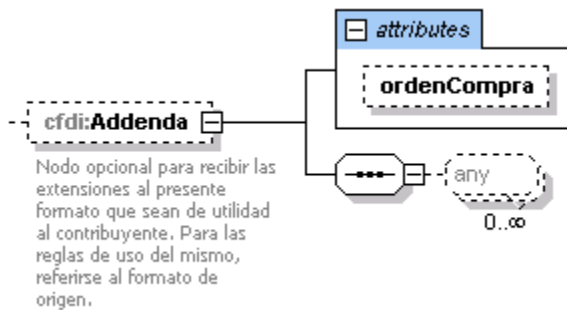 attributes
ordenCompra
cfdi:Addenda
Nodo opcional para recibir las
extensiones al presente
formato que sean de utilidad
al contribuyente. Para las
reglas de uso del mismo,
referirse al formato de
origen.
any
0..∞